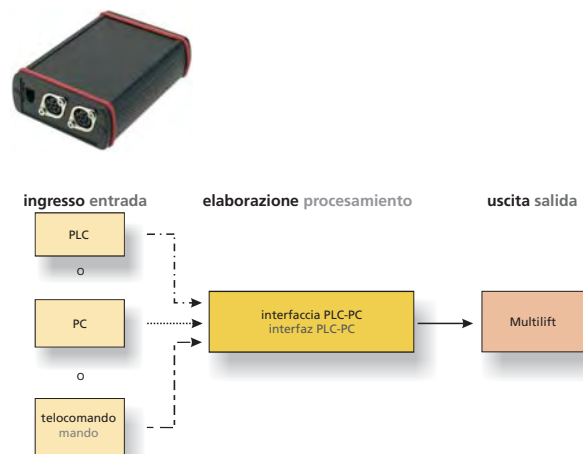 ingresso entrada
elaborazione procesamiento
uscita salida
PLC
o
PC
o
telocomando
mando
interfaccia PLC-PC
interfaz PLC-PC
Multilift